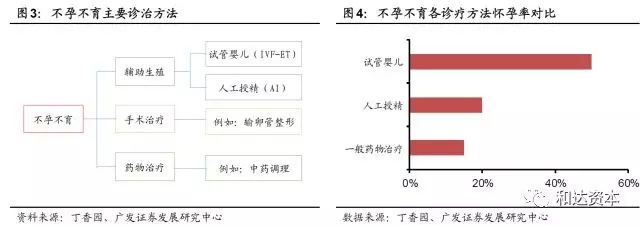 图3：不孕不育主要诊治方法
不孕不育
辅助生殖
手术治疗
药物治疗
试管婴儿（IVF-ET）
人工授精（AI）
例如：输卵管整形
例如：中药调理
资料来源：丁香园、广发证券发展研究中心
图4：不孕不育各诊疗方法怀孕率对比
试管婴儿
人工授精
一般药物治疗
0% 20% 40% 60%
数据来源：丁香园、广发证券发展研究中心
和达资本